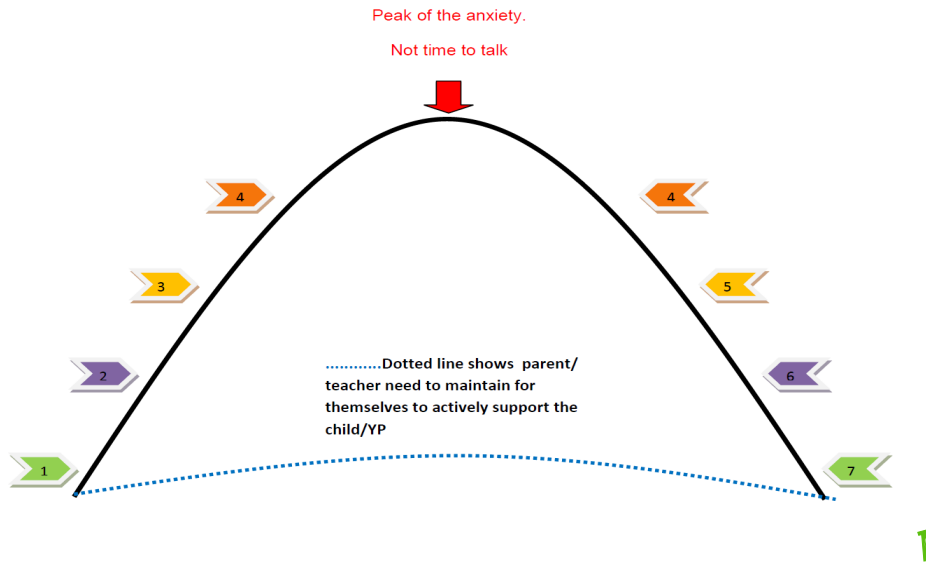 Peak of the anxiety.
Not time to talk
4
4
3
5
............Dotted line shows  parent/
teacher need to maintain for
themselves to actively support the
child/YP
2
6
1
7